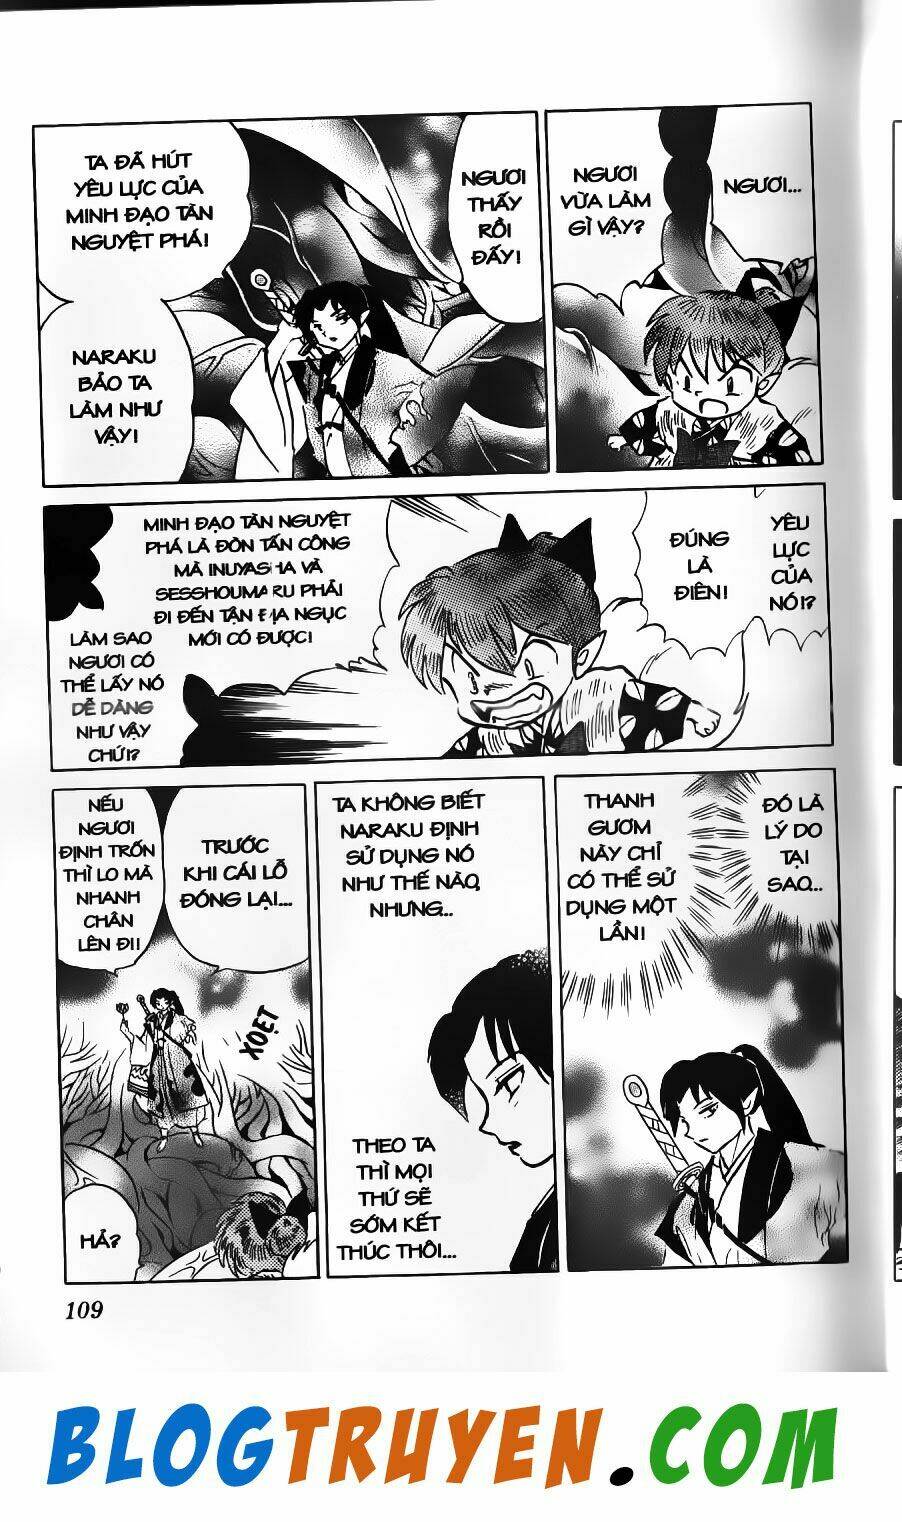 NGƯƠI...
NGƯƠI
VỪA LÀM
GÌ VẬY?
NGƯƠI
THẤY
RỒI
ĐẤY!
TA ĐÃ HÚT
YÊU LỰC CỦA
MINH ĐẠO TÀN
NGUYỆT PHÁ!
NARAKU
BẢO TA
LÀM NHƯ
VẬY!
YÊU
LỰC
CỦA
NÓ!?
ĐÚNG
LÀ
ĐIÊN!
MINH ĐẠO TÀN NGUYỆT
PHÁ LÀ ĐÒN TẤN CÔNG
MÀ INUYASHA VÀ
SESSHOUMARU PHẢI
ĐI ĐẾN TẬN ĐỊA NGỤC
MỚI CÓ ĐƯỢC!
LÀM SAO
NGƯƠI CÓ
THỂ LẤY NÓ
DỄ DÀNG
NHƯ VẬY
CHỨ!?
ĐÓ LÀ
LÝ DO
TẠI
SAO...
THANH
GƯƠM
NÀY CHỈ
CÓ THỂ SỬ
DỤNG MỘT
LẦN!
TA KHÔNG BIẾT
NARAKU ĐỊNH
SỬ DỤNG NÓ
NHƯ THẾ NÀO,
NHƯNG...
THEO TA
THÌ MỌI
THỨ SẼ
SỚM KẾT
THÚC THÔI...
TRƯỚC
KHI CÁI LỖ
ĐÓNG LẠI...
NẾU
NGƯƠI
ĐỊNH TRỐN
THÌ LO MÀ
NHANH
CHÂN
LÊN ĐI!
XOẸT
HẢ?
109
BLOGTRUYEN.COM